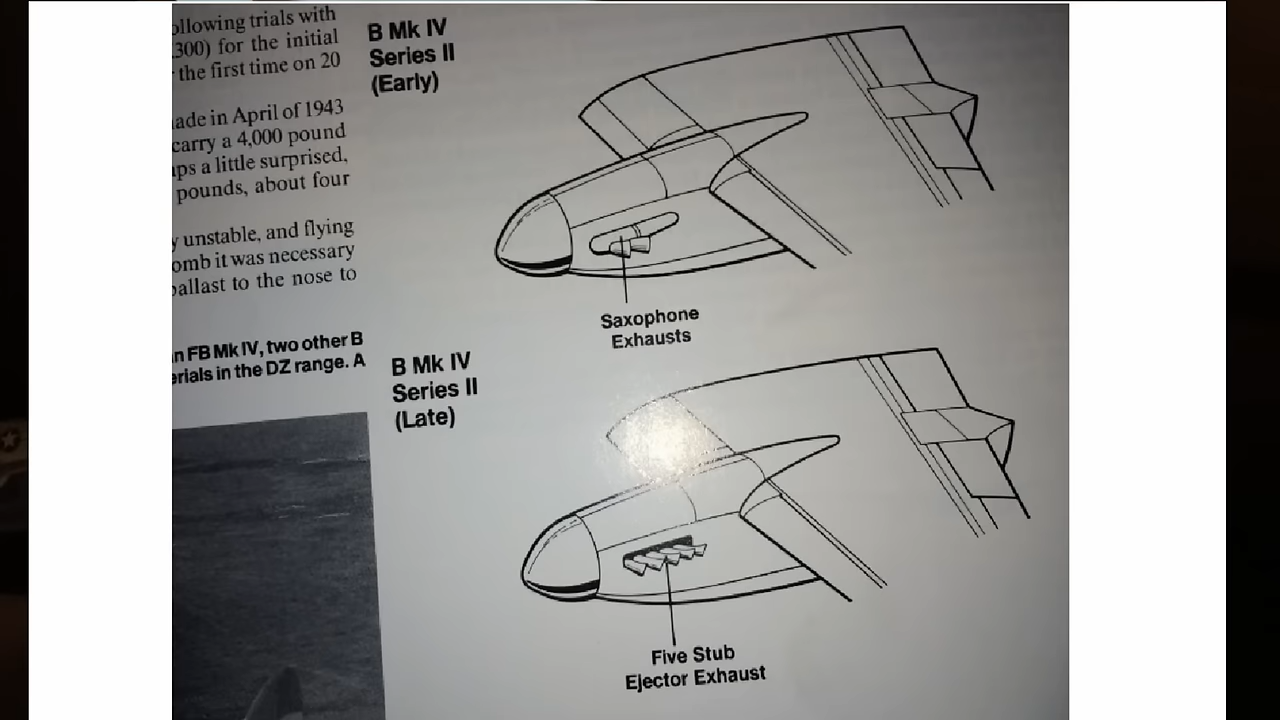 ollowing trials with
300) for the initial
the first time on 20
ade in April of 1943
carry a 4,000 pound
ps a little surprised,
pounds, about four
y unstable, and flying
omb it was necessary
allast to the nose to
n FB Mk IV, two other B
erials in the DZ range. A
B Mk IV
Series II
(Early)
Saxophone
Exhausts
B Mk IV
Series II
(Late)
Five Stub
Ejector Exhaust